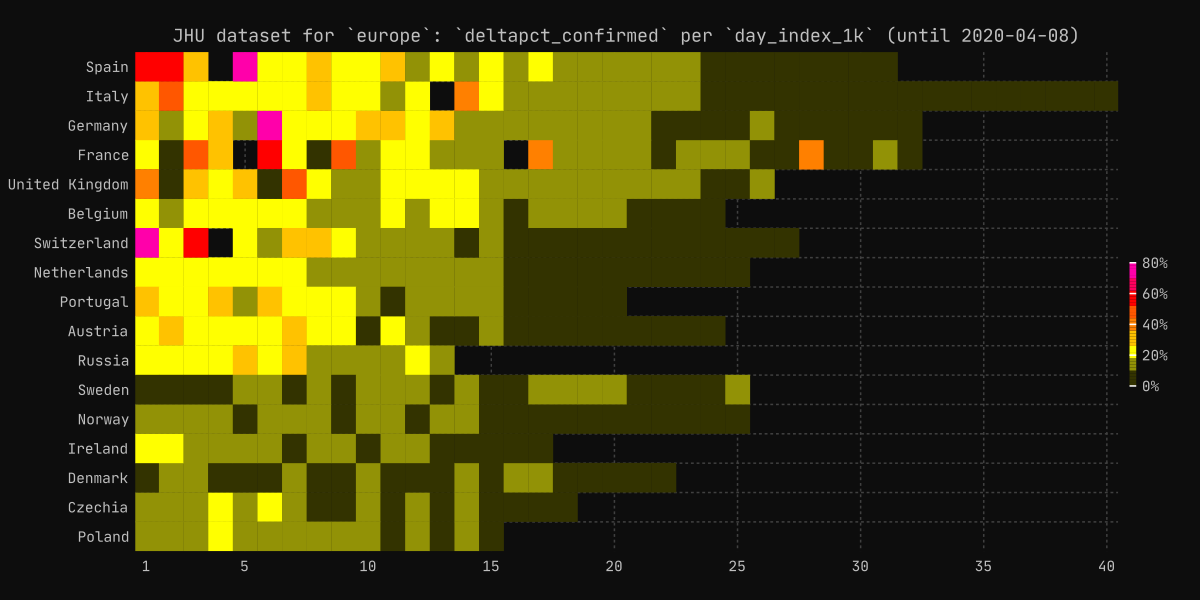 JHU dataset for `europe`: `deltapct_confirmed` per `day_index_1k` (until 2020-04-08)
Spain
Italy
Germany
France
United Kingdom
Belgium
Switzerland
Netherlands
Portugal
Austria
Russia
Sweden
Norway
Ireland
Denmark
Czechia
Poland
1 5 10 15 20 25 30 35 40
80%
60%
40%
20%
0%